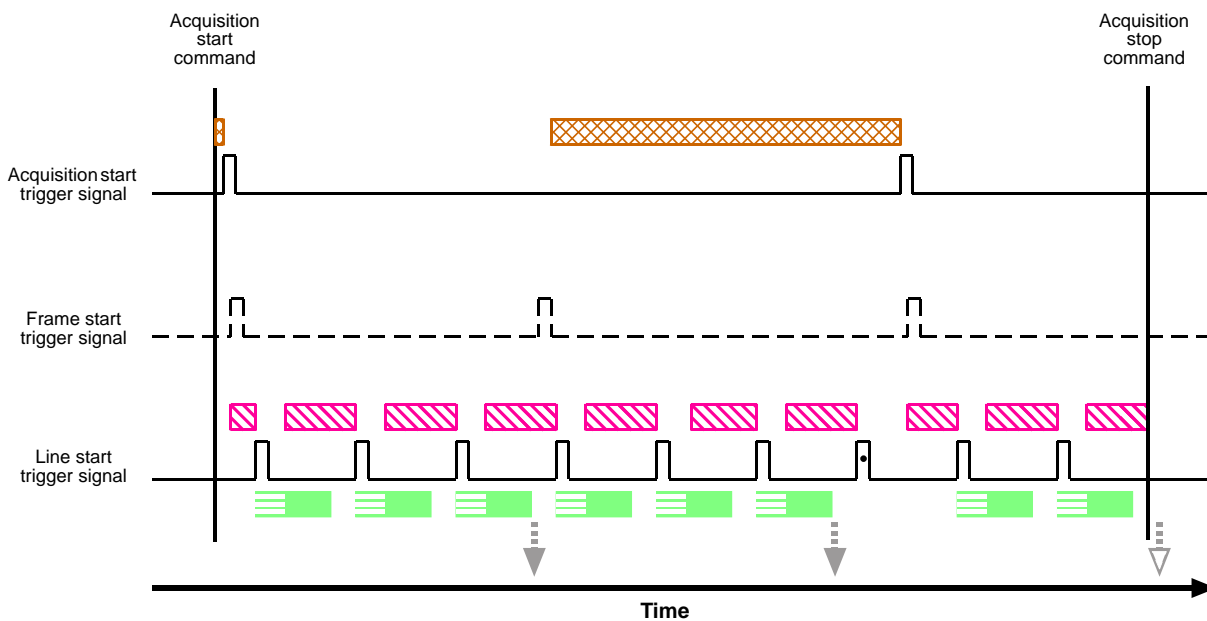 Acquisition
start
command
Acquisition
stop
command
Acquisition start
trigger signal
Frame start
trigger signal
Line start
trigger signal
Time